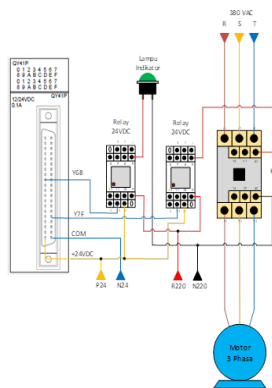 380 VAC
R S T
QY41P
0 1 2 3 4 5 6 7
8 9 A B C D E F
QY41P
12/24VDC
0.1A
0 1 2 3 4 5 6 7
8 9 A B C D E F
Lampu
Indikator
Relay
24VDC
Relay
24VDC
Y7F
COM
+24VDC
P24 N24
R220 N220
Motor
3 Phasa